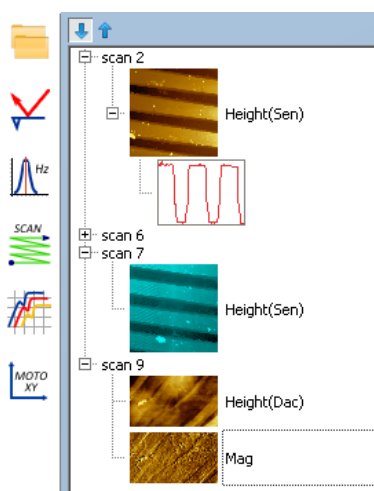 scan 2
Height(Sen)
Hz
SCAN
scan 6
scan 7
Height(Sen)
scan 9
MOTO
XY
Height(Dac)
Mag